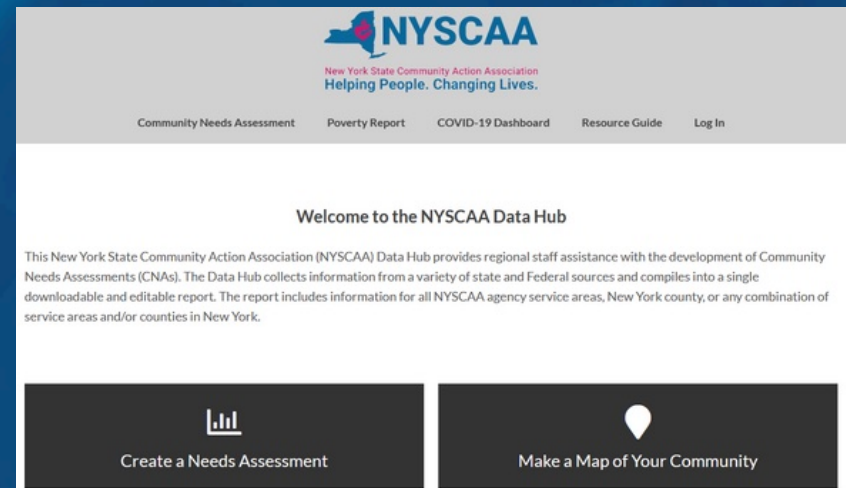 NYSCAA
New York State Community Action Association
Helping People. Changing Lives.
Community Needs Assessment Poverty Report COVID-19 Dashboard Resource Guide Log In
Welcome to the NYSCAA Data Hub
This New York State Community Action Association (NYSCAA) Data Hub provides regional staff assistance with the development of Community
Needs Assessments (CNAs). The Data Hub collects information from a variety of state and Federal sources and compiles into a single
downloadable and editable report. The report includes information for all NYSCAA agency service areas, New York county, or any combination of
service areas and/or counties in New York.
Create a Needs Assessment
Make a Map of Your Community